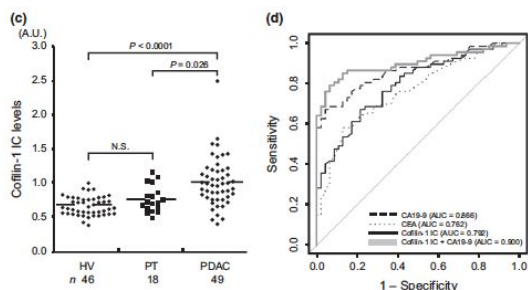 (c)
(A.U.)
Cofilin-1 IC levels
3.0
2.5
2.0
1.5
1.0
0.5
0.0
P < 0.0001
P = 0.026
N.S.
HV PT PDAC
n 46 18 49
(d)
Sensitivity
1.0
0.8
0.6
0.4
0.2
0.0
CA19-9 (AUC = 0.866)
CEA (AUC = 0.762)
Cofilin-1 IC (AUC = 0.792)
Cofilin-1 IC + CA19-9 (AUC = 0.900)
0.0 0.2 0.4 0.6 0.8 1.0
1 – Specificity